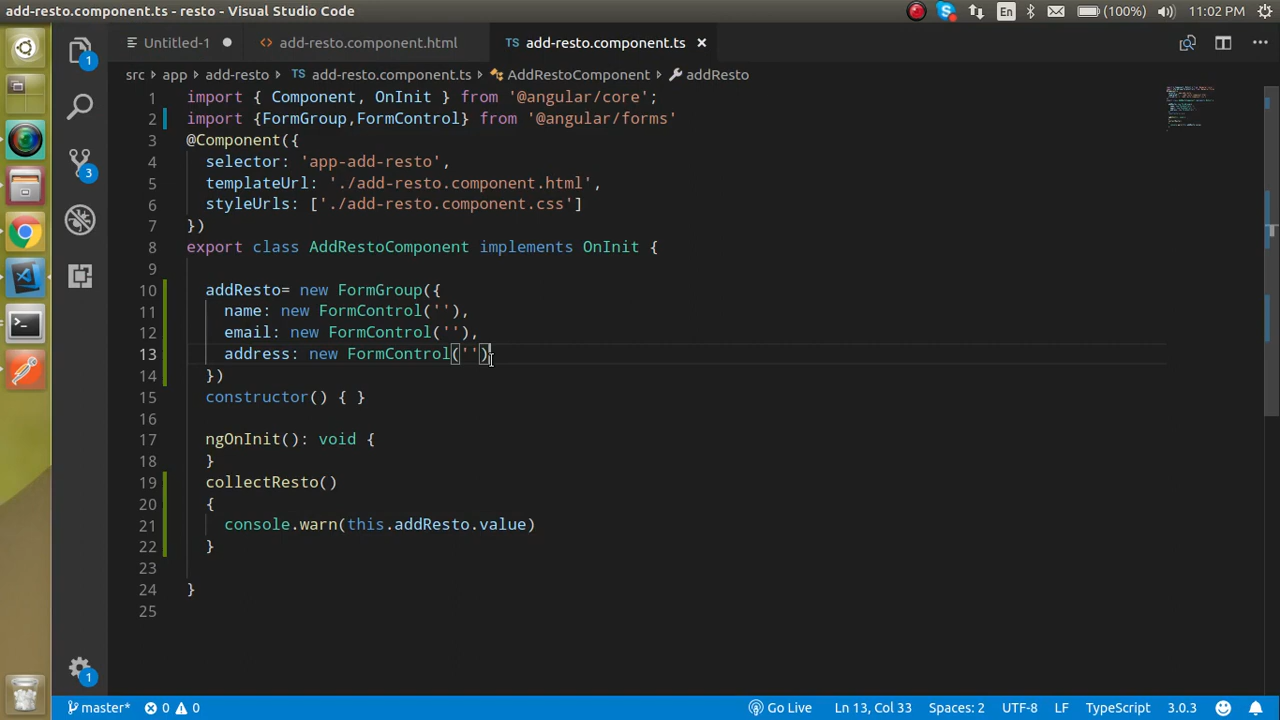 add-resto.component.ts - resto - Visual Studio Code
En
(100%)
11:02 PM
Untitled-1
add-resto.component.html
TS add-resto.component.ts
src > app > add-resto > TS add-resto.component.ts > AddRestoComponent > addResto
1 import { Component, OnInit } from '@angular/core';
2 import {FormGroup,FormControl} from '@angular/forms'
3 @Component({
4 selector: 'app-add-resto',
5 templateUrl: './add-resto.component.html',
6 styleUrls: ['./add-resto.component.css']
7 })
8 export class AddRestoComponent implements OnInit {
9
10 addResto= new FormGroup({
11 name: new FormControl(''),
12 email: new FormControl(''),
13 address: new FormControl('')
14 })
15 constructor() { }
16
17 ngOnInit(): void {
18 }
19 collectResto()
20 {
21 console.warn(this.addResto.value)
22 }
23
24 }
25
1
3
1
master*
0
0
Go Live
Ln 13, Col 33
Spaces: 2
UTF-8
LF
TypeScript
3.0.3